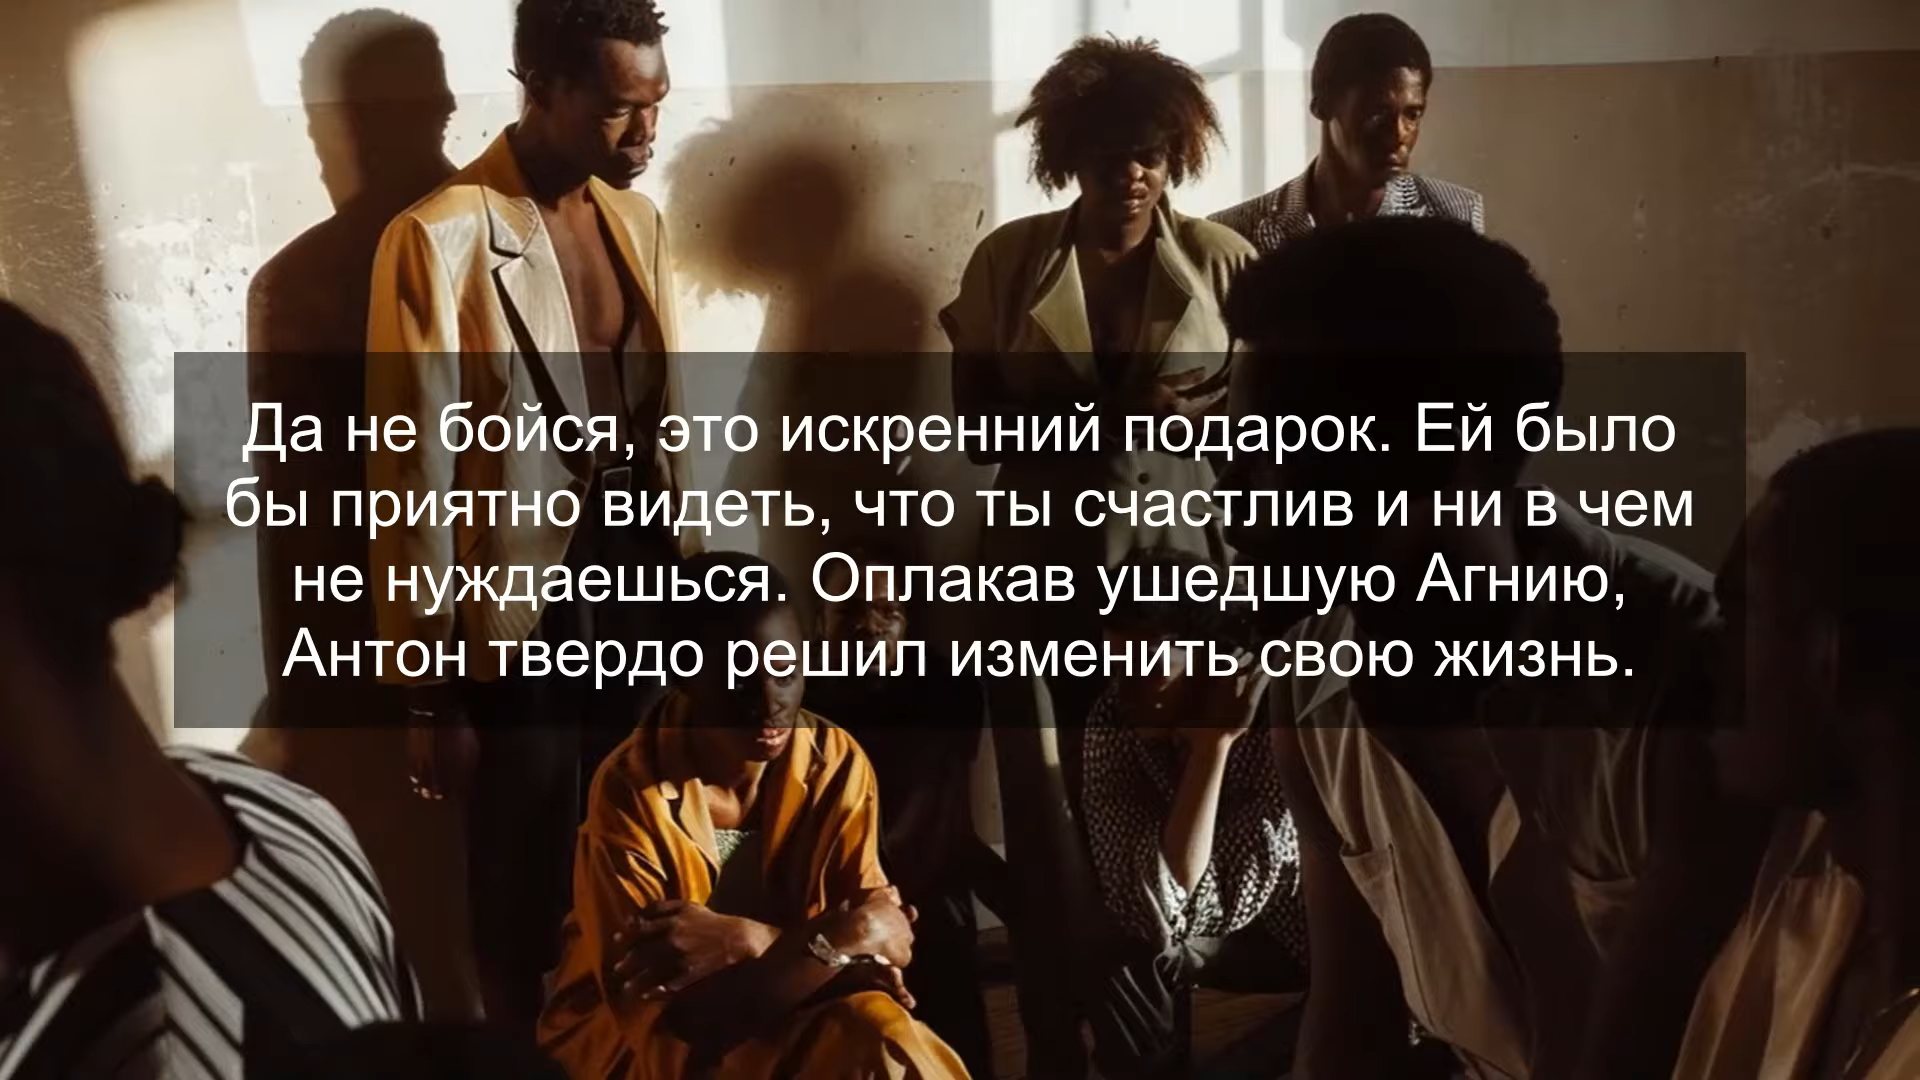 Да не бойся, это искренний подарок. Ей было
бы приятно видеть, что ты счастлив и ни в чем
не нуждаешься. Оплакав ушедшую Агнию,
Антон твердо решил изменить свою жизнь.